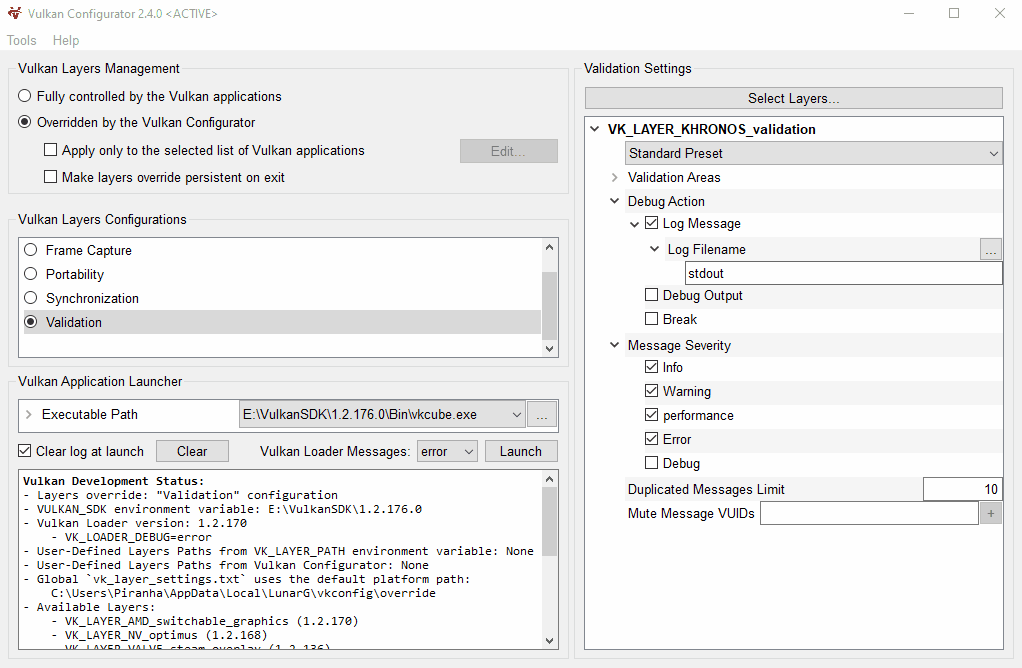 Vulkan Configurator 2.4.0 <ACTIVE>
Tools Help
Vulkan Layers Management
Fully controlled by the Vulkan applications
Overridden by the Vulkan Configurator
Apply only to the selected list of Vulkan applications
Edit...
Make layers override persistent on exit
Vulkan Layers Configurations
Frame Capture
Portability
Synchronization
Validation
Vulkan Application Launcher
Executable Path
E:\VulkanSDK\1.2.176.0\Bin\vkcube.exe
...
Clear log at launch
Clear
Vulkan Loader Messages:
error
Launch
Vulkan Development Status:
- Layers override: "Validation" configuration
- VULKAN_SDK environment variable: E:\VulkanSDK\1.2.176.0
- Vulkan Loader version: 1.2.170
- VK_LOADER_DEBUG=error
- User-Defined Layers Paths from VK_LAYER_PATH environment variable: None
- User-Defined Layers Paths from Vulkan Configurator: None
- Global `vk_layer_settings.txt` uses the default platform path:
C:\Users\Piranha\AppData\Local\LunarG\vkconfig\override
- Available Layers:
- VK_LAYER_AMD_switchable_graphics (1.2.170)
- VK_LAYER_NV_optimus (1.2.168)
- VK_LAYER_VALVE_steam_overlay (1.2.136)
Validation Settings
Select Layers...
VK_LAYER_KHRONOS_validation
Standard Preset
Validation Areas
Debug Action
Log Message
Log Filename
...
stdout
Debug Output
Break
Message Severity
Info
Warning
performance
Error
Debug
Duplicated Messages Limit
10
Mute Message VUIDs
+